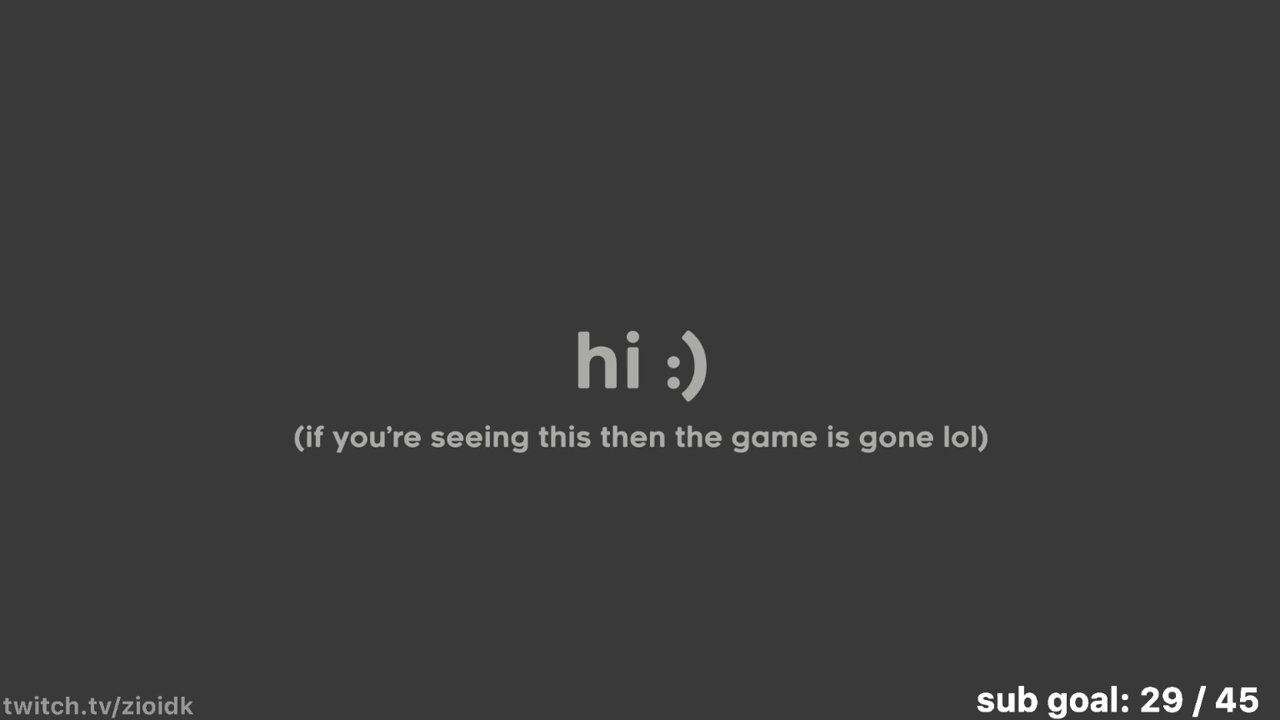 hi :)
(if you’re seeing this then the game is gone lol)
twitch.tv/zioidk
sub goal: 29 / 45